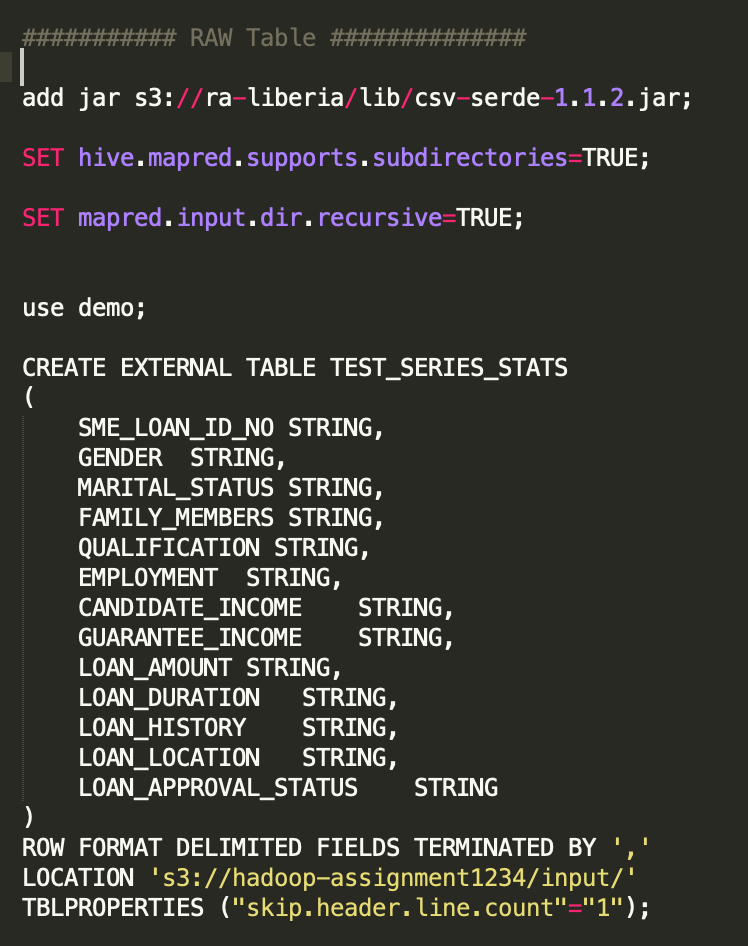 ########### RAW Table ##############
add jar s3://ra-liberia/lib/csv-serde-1.1.2.jar;
SET hive.mapred.supports.subdirectories=TRUE;
SET mapred.input.dir.recursive=TRUE;
use demo;
CREATE EXTERNAL TABLE TEST_SERIES_STATS
(
    SME_LOAN_ID_NO STRING,
    GENDER  STRING,
    MARITAL_STATUS STRING,
    FAMILY_MEMBERS STRING,
    QUALIFICATION STRING,
    EMPLOYMENT  STRING,
    CANDIDATE_INCOME    STRING,
    GUARANTEE_INCOME    STRING,
    LOAN_AMOUNT STRING,
    LOAN_DURATION   STRING,
    LOAN_HISTORY    STRING,
    LOAN_LOCATION   STRING,
    LOAN_APPROVAL_STATUS    STRING
)
ROW FORMAT DELIMITED FIELDS TERMINATED BY ','
LOCATION 's3://hadoop-assignment1234/input/'
TBLPROPERTIES ("skip.header.line.count"="1");